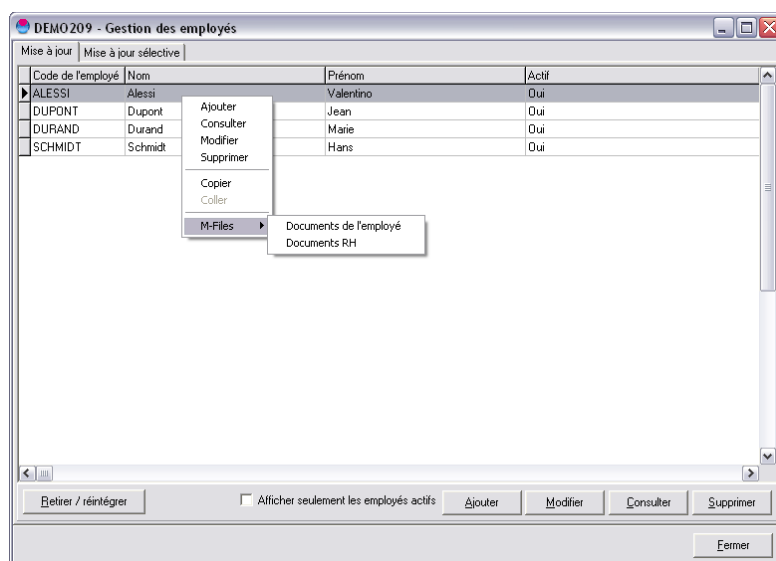 DEMO209 - Gestion des employés
Mise à jour Mise à jour sélective
Code de l'employé Nom Prénom Actif
ALESSI Alessi Valentino Oui
DUPONT Dupont Jean Oui
DURAND Durand Marie Oui
SCHMIDT Schmidt Hans Oui
Ajouter
Consulter
Modifier
Supprimer
Copier
Coller
M-Files
Documents de l'employé
Documents RH
Retirer / réintégrer Afficher seulement les employés actifs Ajouter Modifier Consulter Supprimer
Fermer